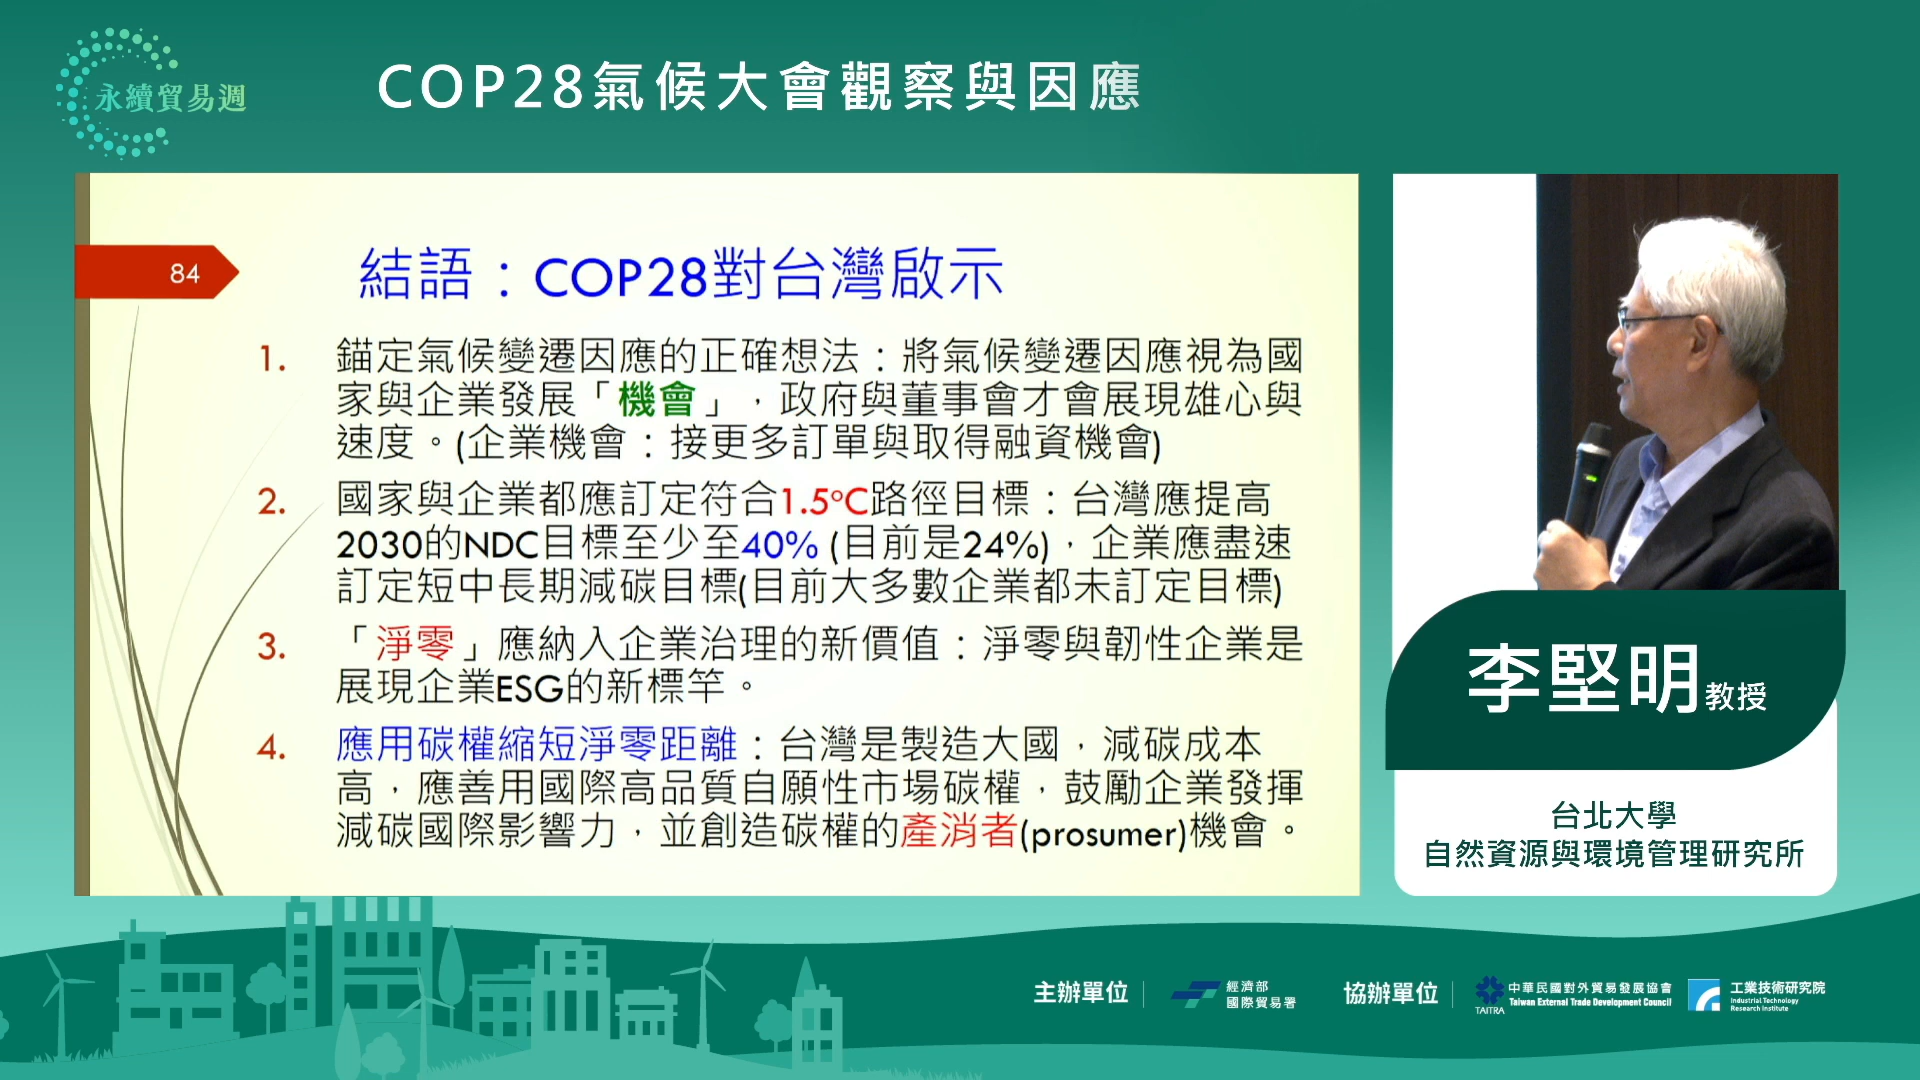 永續貿易週
COP28氣候大會觀察與因應
84
結語：COP28對台灣啟示
1. 錨定氣候變遷因應的正確想法：將氣候變遷因應視為國
家與企業發展「機會」，政府與董事會才會展現雄心與
速度。(企業機會：接更多訂單與取得融資機會)
2. 國家與企業都應訂定符合1.5°C路徑目標：台灣應提高
2030的NDC目標至少至40% (目前是24%)，企業應盡速
訂定短中長期減碳目標(目前大多數企業都未訂定目標)
3. 「淨零」應納入企業治理的新價值：淨零與韌性企業是
展現企業ESG的新標竿。
4. 應用碳權縮短淨零距離：台灣是製造大國，減碳成本
高，應善用國際高品質自願性市場碳權，鼓勵企業發揮
減碳國際影響力，並創造碳權的產消者(prosumer)機會。
李堅明教授
台北大學
自然資源與環境管理研究所
主辦單位
經濟部
國際貿易署
協辦單位
TAITRA
中華民國對外貿易發展協會
Taiwan External Trade Development Council
工業技術研究院
Industrial Technology
Research Institute